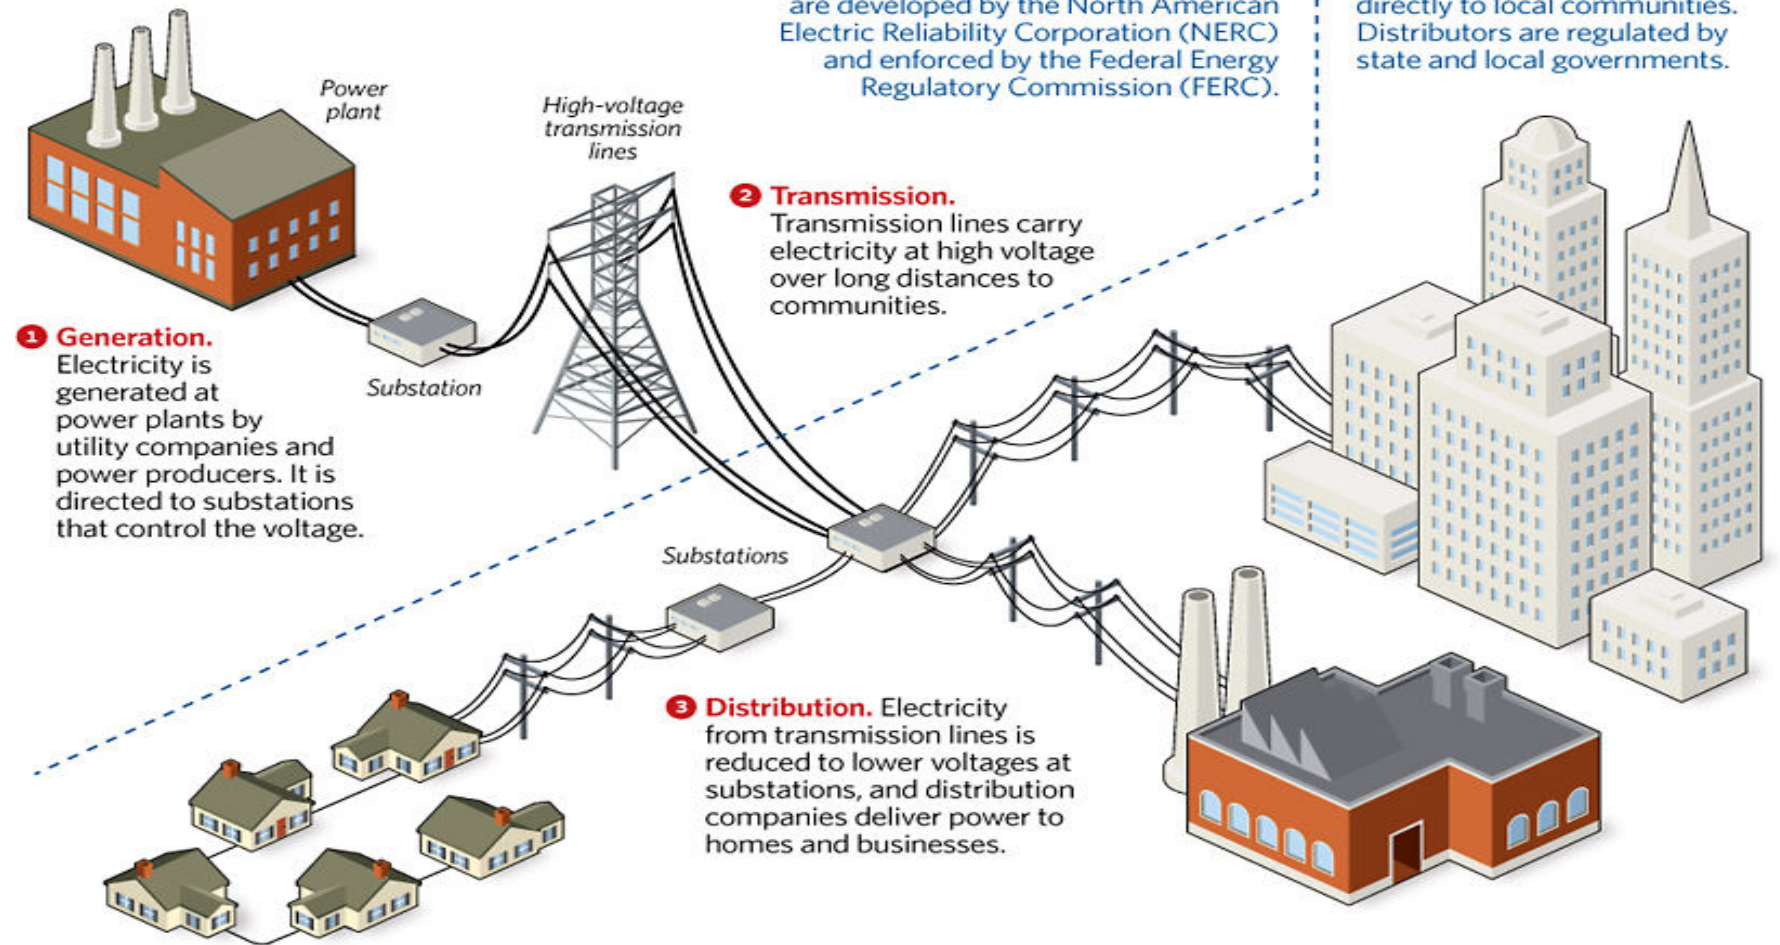 are developed by the North American
Electric Reliability Corporation (NERC)
and enforced by the Federal Energy
Regulatory Commission (FERC).
directly to local communities.
Distributors are regulated by
state and local governments.
Power
plant
High-voltage
transmission
lines
2 Transmission.
Transmission lines carry
electricity at high voltage
over long distances to
communities.
1 Generation.
Electricity is
generated at
power plants by
utility companies and
power producers. It is
directed to substations
that control the voltage.
Substation
Substations
3 Distribution. Electricity
from transmission lines is
reduced to lower voltages at
substations, and distribution
companies deliver power to
homes and businesses.